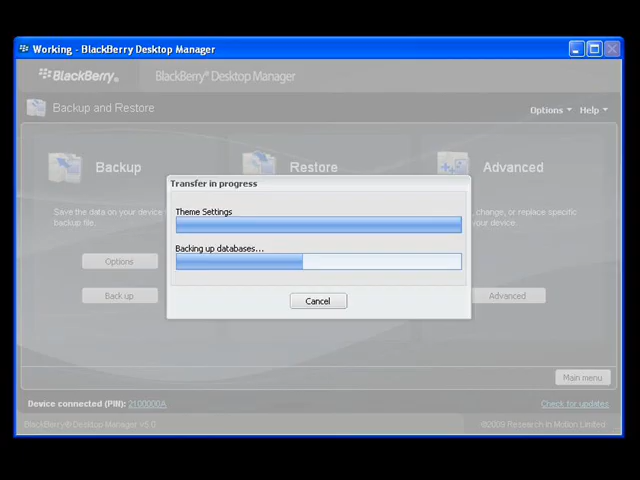 Working - BlackBerry Desktop Manager
BlackBerry® BlackBerry® Desktop Manager
Backup and Restore Options Help
Backup Restore Advanced
Save the data on your device , change, or replace specific
backup file. your device.
Options
Back up Advanced
Transfer in progress
Theme Settings
Backing up databases...
Cancel
Main menu
Device connected (PIN): 2100000A Check for updates
BlackBerry® Desktop Manager v5.0 ©2009 Research In Motion Limited